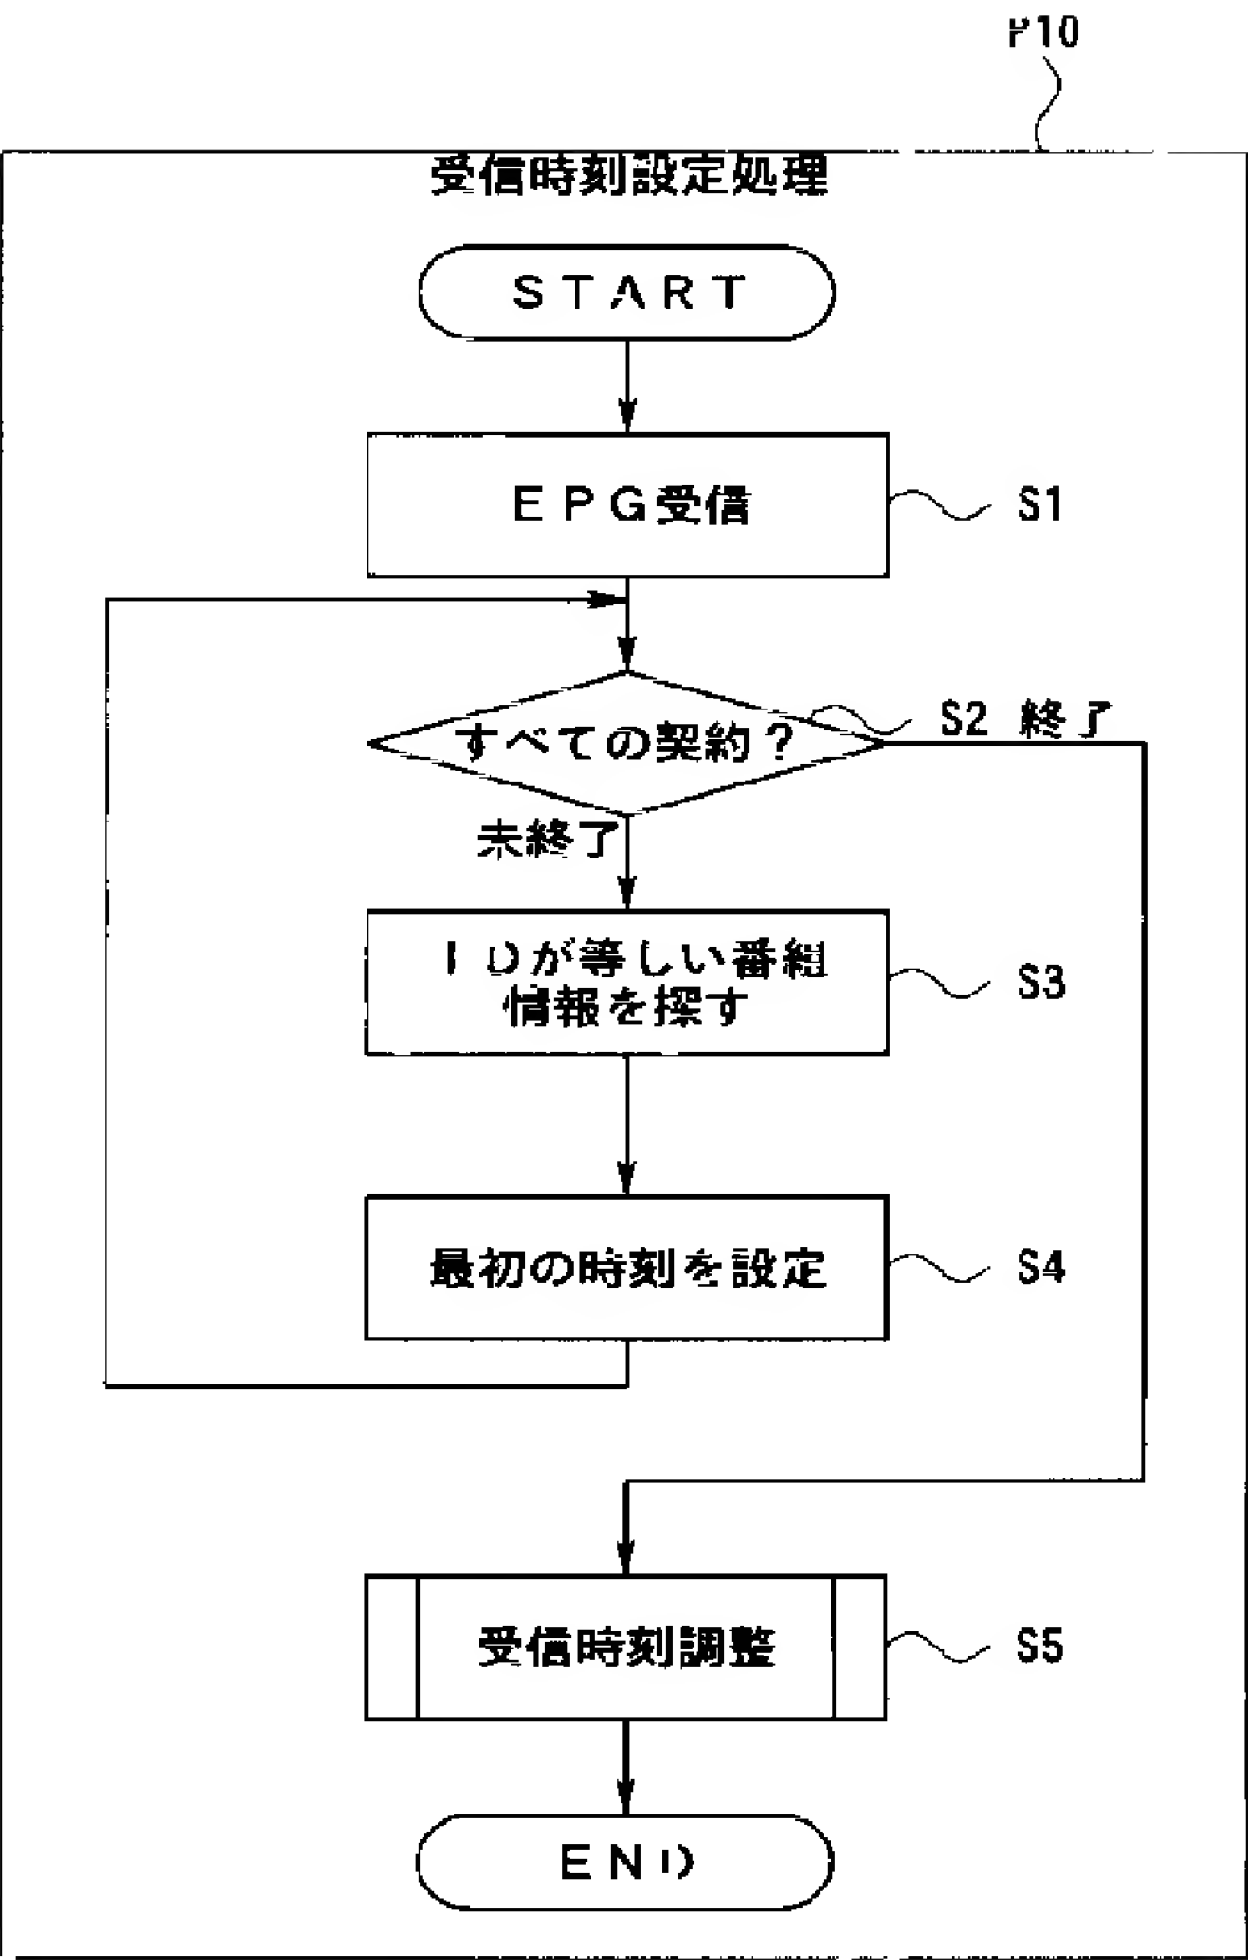 P10
受信時刻設定処理
START
EPG受信
S1
すべての契約?
S2 終了
未終了
IDが等しい番組
情報を探す
S3
最初の時刻を設定
S4
受信時刻調整
S5
END